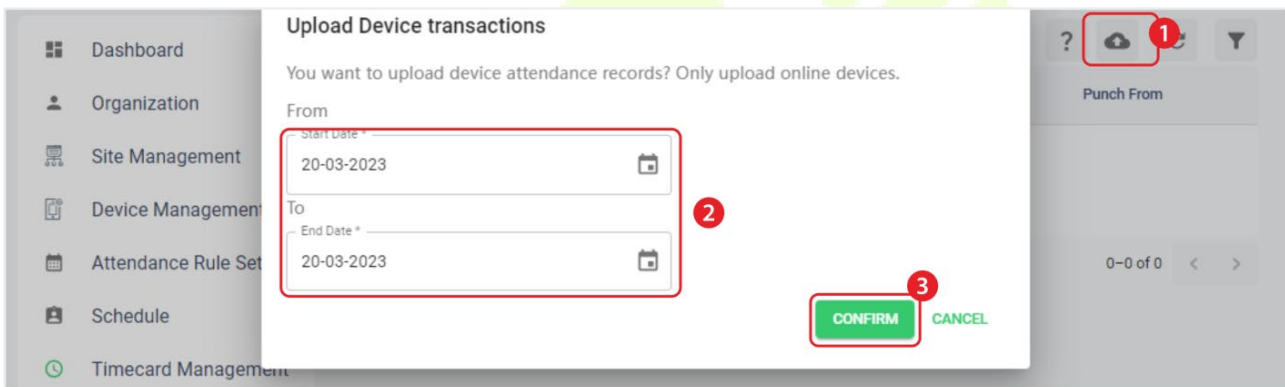 Dashboard
Organization
Site Management
Device Management
Attendance Rule Set
Schedule
Timecard Management
Upload Device transactions
You want to upload device attendance records? Only upload online devices.
From
Start Date *
20-03-2023
To
End Date *
20-03-2023
2
CONFIRM
3
CANCEL
?
1
Punch From
0–0 of 0 < >